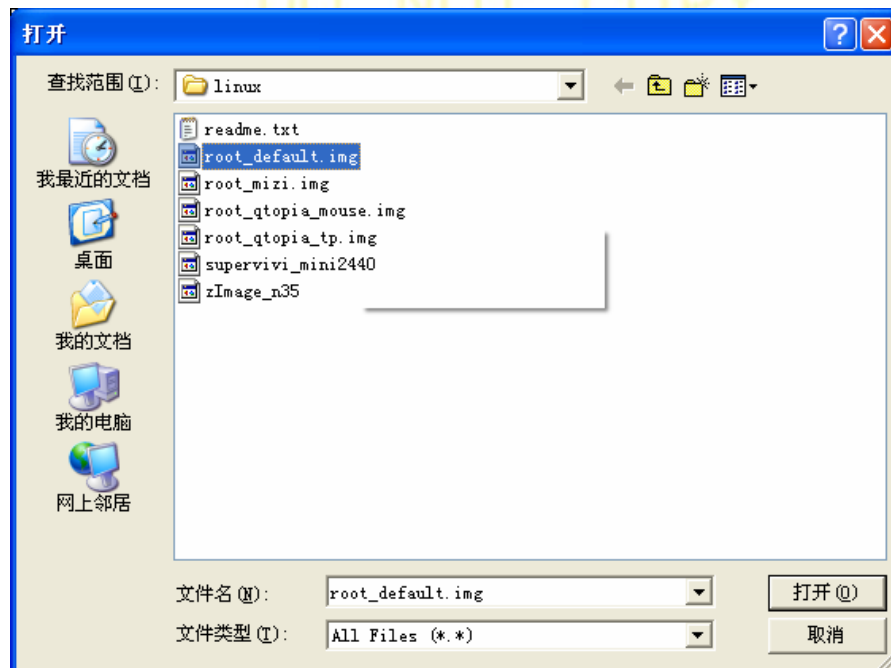 打开
查找范围(I):
linux
我最近的文档
桌面
我的文档
我的电脑
网上邻居
readme.txt
root_default.img
root_mizi.img
root_qtopia_mouse.img
root_qtopia_tp.img
supervivi_mini2440
zImage_n35
文件名(N):
root_default.img
打开(O)
文件类型(T):
All Files (*.*)
取消